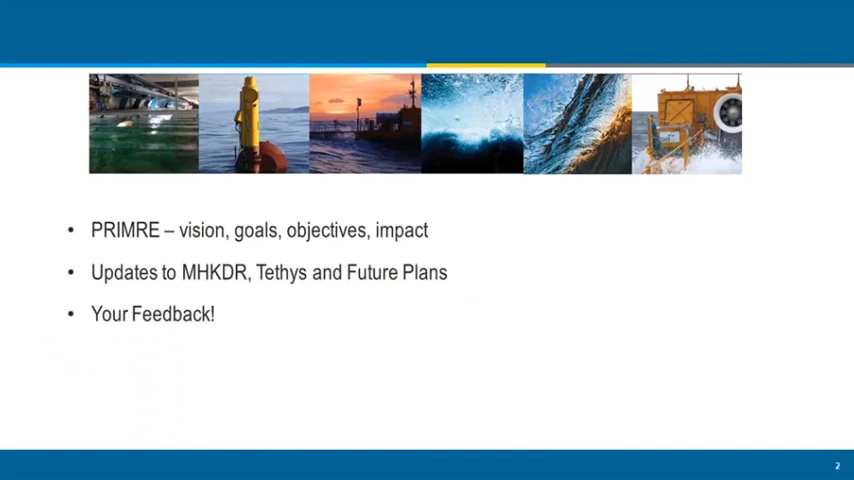 • PRIMRE – vision, goals, objectives, impact
• Updates to MHKDR, Tethys and Future Plans
• Your Feedback!
2